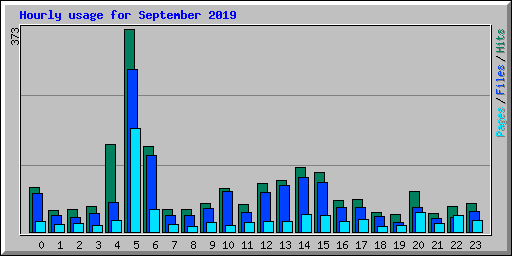 Hourly usage for September 2019
373
Pages / Files / Hits
0 1 2 3 4 5 6 7 8 9 10 11 12 13 14 15 16 17 18 19 20 21 22 23